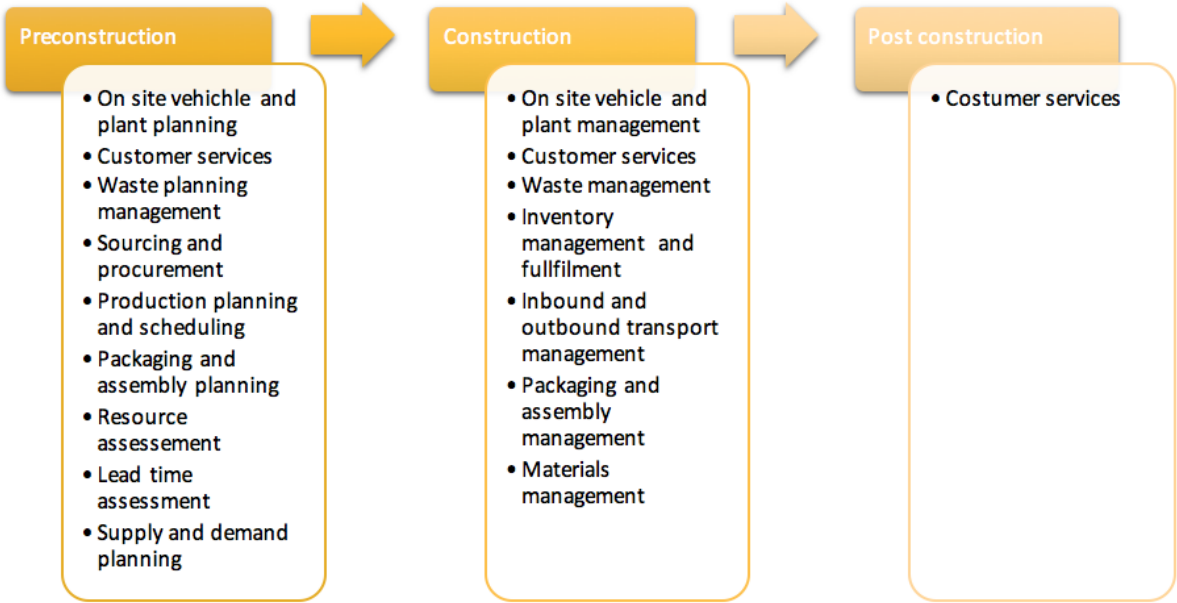 Preconstruction
• On site vehichle and
plant planning
• Customer services
• Waste planning
management
• Sourcing and
procurement
• Production planning
and scheduling
• Packaging and
assembly planning
• Resource
assessement
• Lead time
assessment
• Supply and demand
planning
Construction
• On site vehicle and
plant management
• Customer services
• Waste management
• Inventory
management and
fullfilment
• Inbound and
outbound transport
management
• Packaging and
assembly
management
• Materials
management
Post construction
• Costumer services